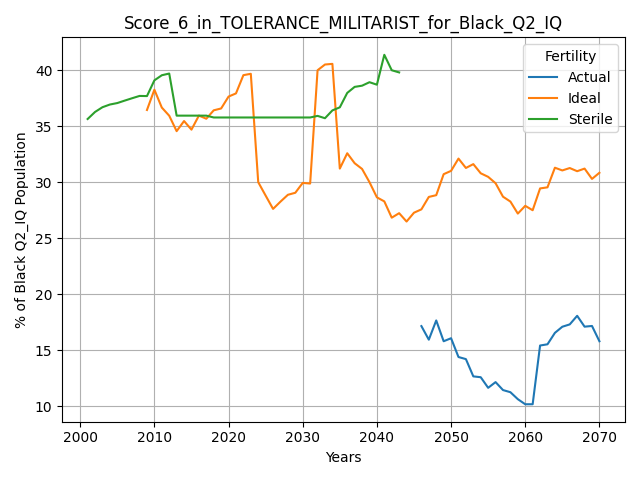 Score_6_in_TOLERANCE_MILITARIST_for_Black_Q2_IQ
% of Black Q2_IQ Population
40
35
30
25
20
15
10
Fertility
Actual
Ideal
Sterile
2000 2010 2020 2030 2040 2050 2060 2070
Years